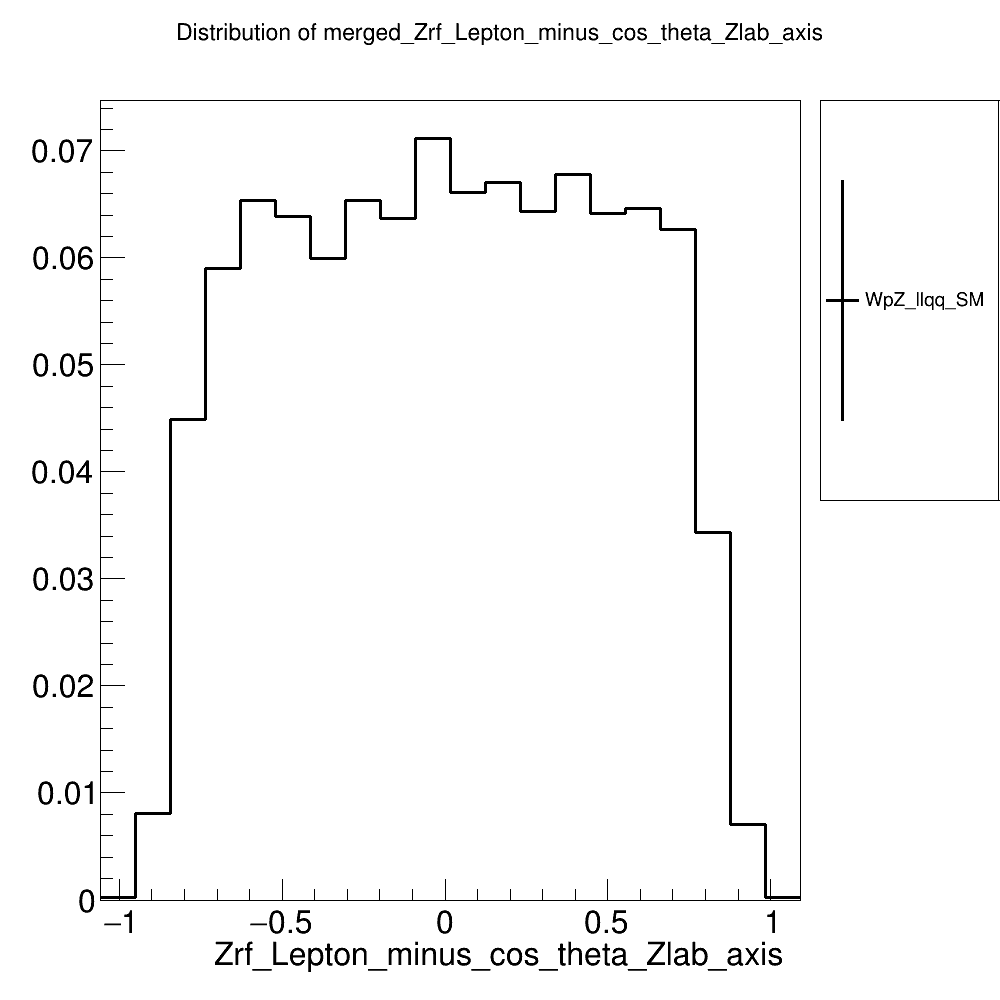 Distribution of merged_Zrf_Lepton_minus_cos_theta_Zlab_axis
0.07
0.06
0.05
0.04
0.03
0.02
0.01
0
−1 −0.5 0 0.5 1
Zrf_Lepton_minus_cos_theta_Zlab_axis
WpZ_llqq_SM